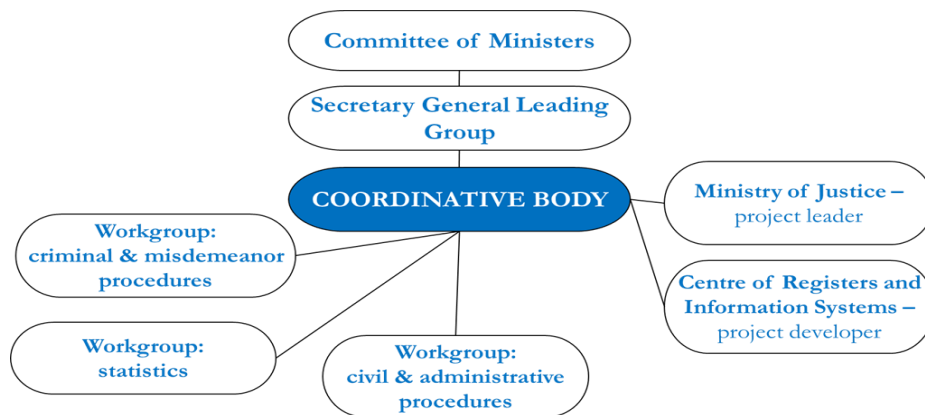 Committee of Ministers
Secretary General Leading
Group
COORDINATIVE BODY
Ministry of Justice –
project leader
Workgroup:
criminal & misdemeanor
procedures
Centre of Registers and
Information Systems –
project developer
Workgroup:
statistics
Workgroup:
civil & administrative
procedures